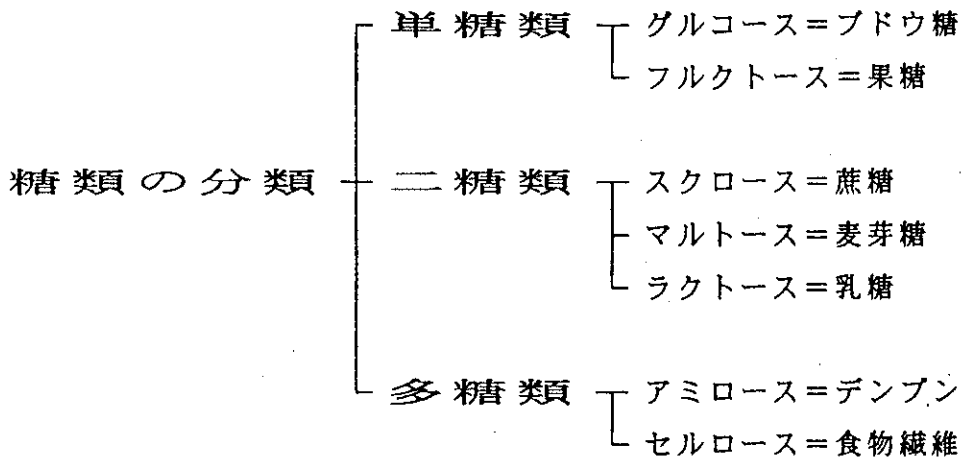 単糖類 グルコース＝ブドウ糖
フルクトース＝果糖
糖類の分類 二糖類 スクロース＝蔗糖
マルトース＝麦芽糖
ラクトース＝乳糖
多糖類 アミロース＝デンプン
セルロース＝食物繊維